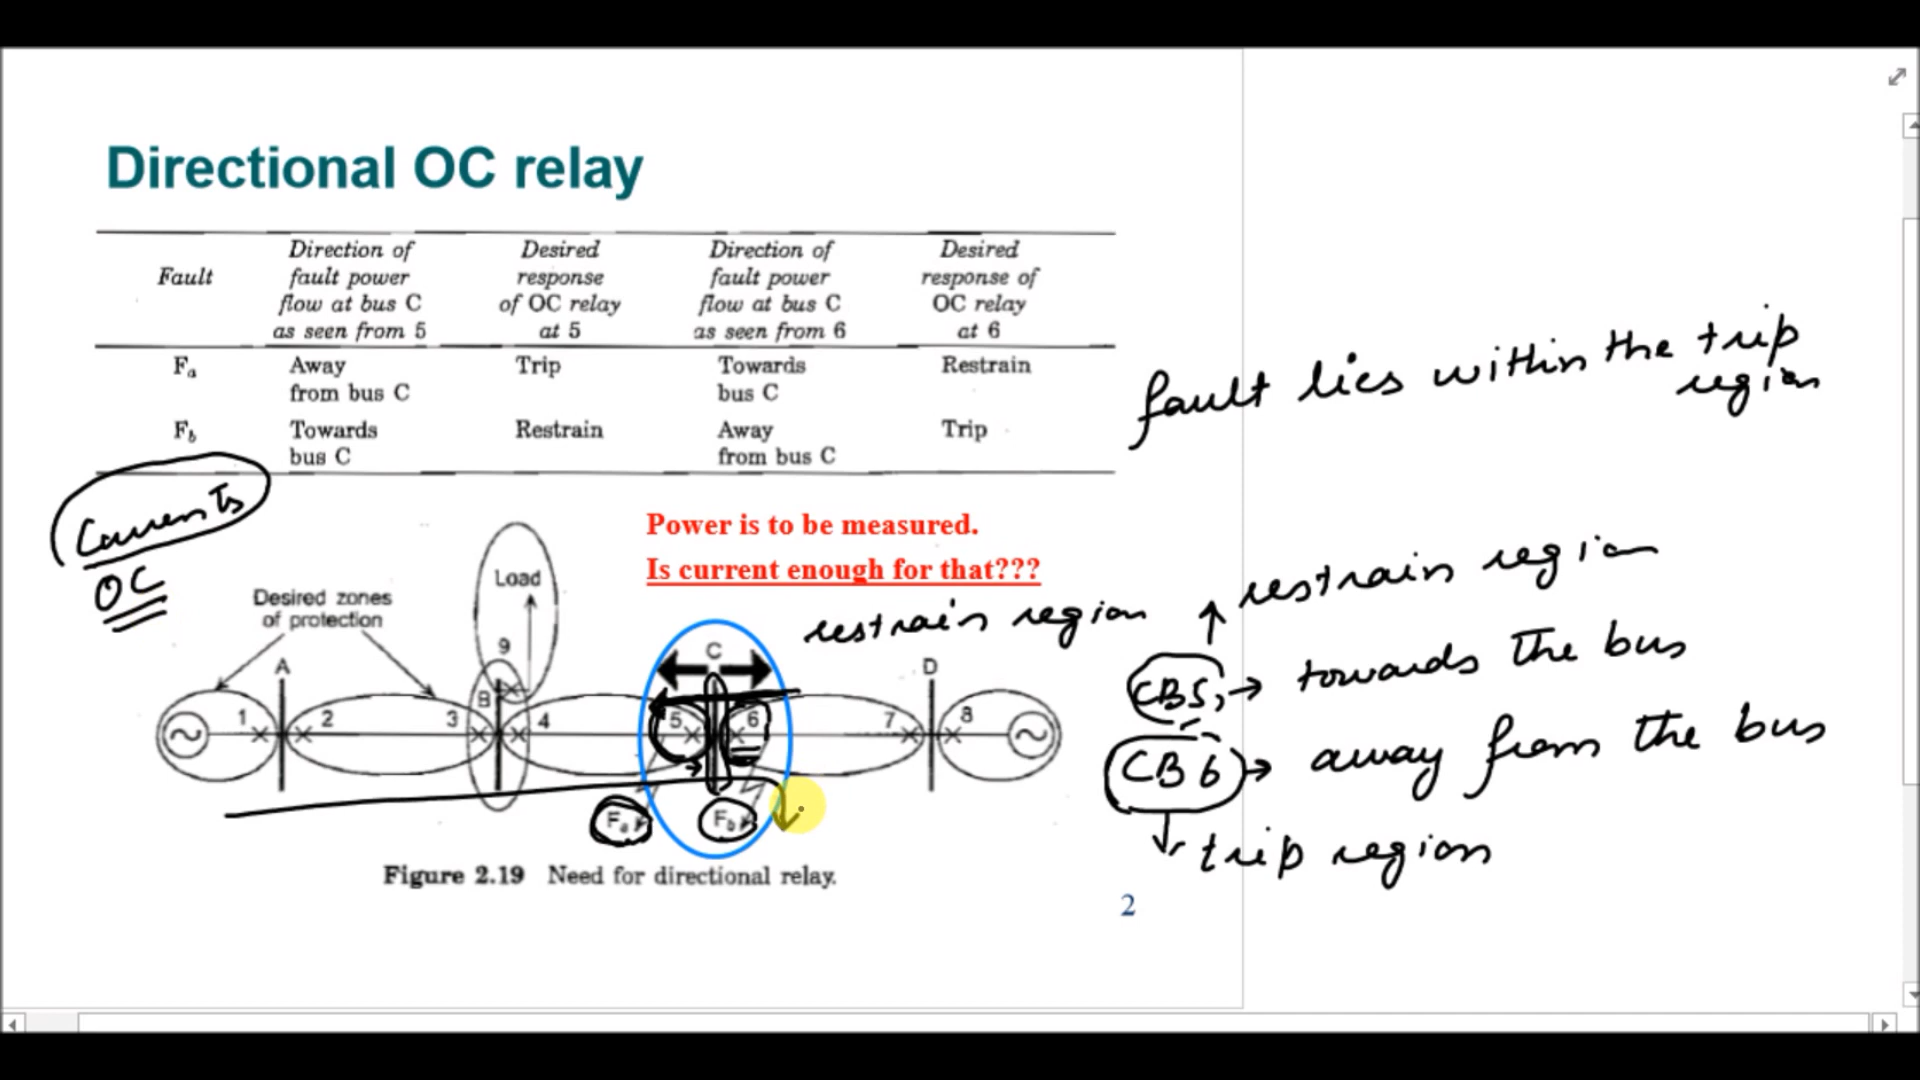 Directional OC relay
Fault
Direction of
fault power
flow at bus C
as seen from 5
Desired
response
of OC relay
at 5
Direction of
fault power
flow at bus C
as seen from 6
Desired
response of
OC relay
at 6
Fa
Away
from bus C
Trip
Towards
bus C
Restrain
Fb
Towards
bus C
Restrain
Away
from bus C
Trip
fault lies within the trip
region
Currents
OC
Power is to be measured.
Is current enough for that???
restrain region
restrain region
CB5, → towards the bus
CB6 → away from the bus
trip region
Desired zones
of protection
Load
9
A
B
C
D
1
2
3
4
5
6
7
8
Fa
Fb
Figure 2.19 Need for directional relay.
2